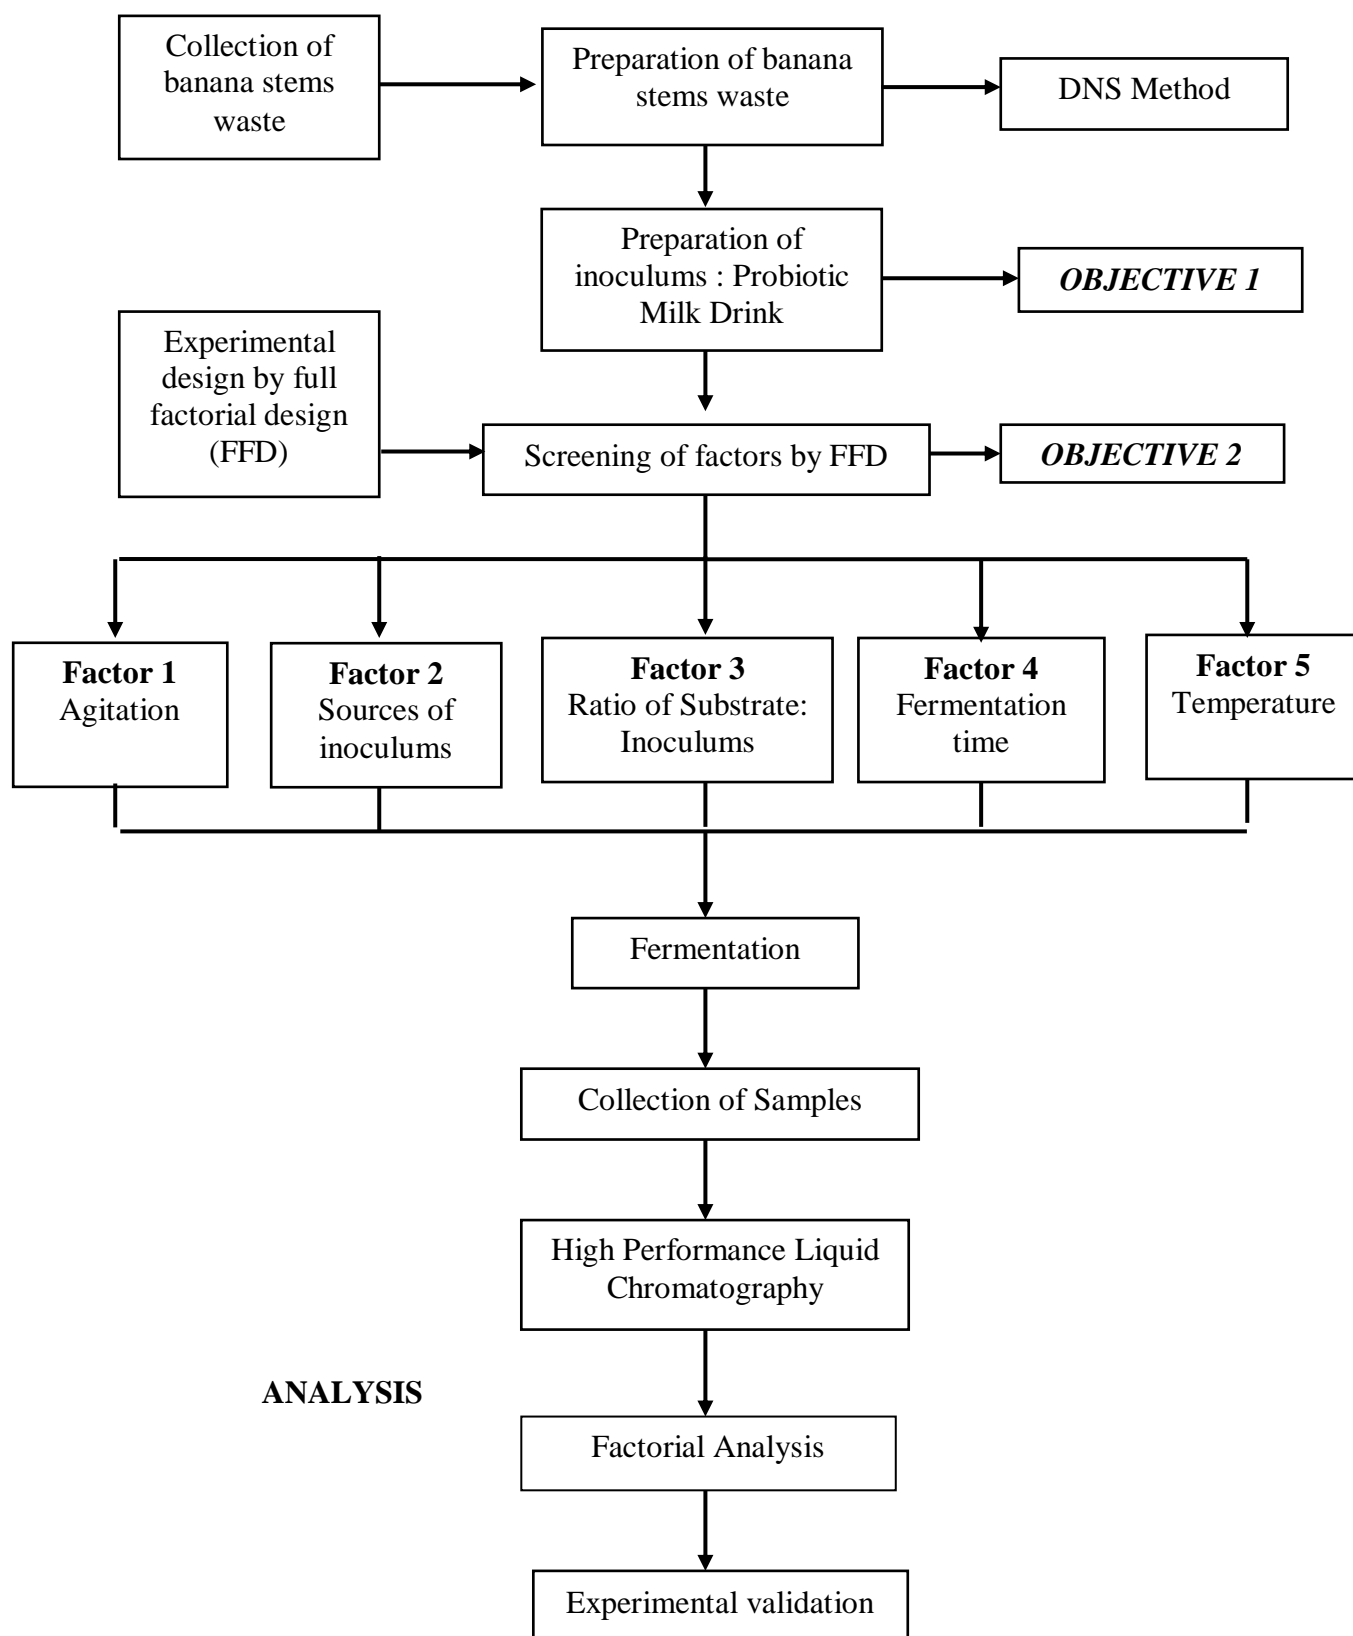 Collection of
banana stems
waste
Preparation of banana
stems waste
DNS Method
Preparation of
inoculums : Probiotic
Milk Drink
OBJECTIVE 1
Experimental
design by full
factorial design
(FFD)
Screening of factors by FFD
OBJECTIVE 2
Factor 1
Agitation
Factor 2
Sources of
inoculums
Factor 3
Ratio of Substrate:
Inoculums
Factor 4
Fermentation
time
Factor 5
Temperature
Fermentation
Collection of Samples
High Performance Liquid
Chromatography
ANALYSIS
Factorial Analysis
Experimental validation